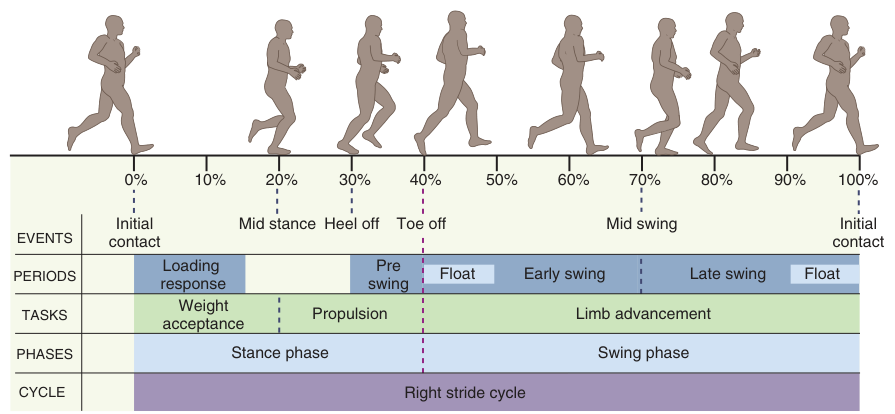 0% 10% 20% 30% 40% 50% 60% 70% 80% 90% 100%
EVENTS
Initial
contact
Mid stance
Heel off
Toe off
Mid swing
Initial
contact
PERIODS
Loading
response
Pre
swing
Float
Early swing
Late swing
Float
TASKS
Weight
acceptance
Propulsion
Limb advancement
PHASES
Stance phase
Swing phase
CYCLE
Right stride cycle